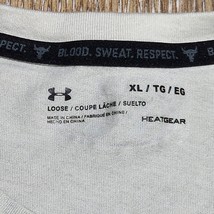 RESPECT.
BLOOD. SWEAT. RESPECT.
XL / TG / EG
LOOSE / COUPE LÂCHE / SUELTO
MADE IN CHINA / FABRIQUÉ EN CHINE /
HECHO EN CHINA
HEATGEAR